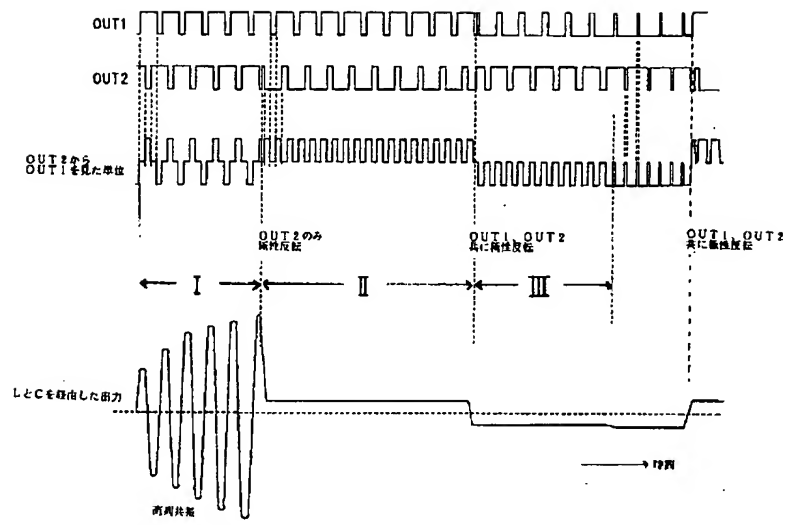 OUT1
OUT2
OUT2から
OUT1を見た単位
OUT2のみ
極性反転
OUT1, OUT2
共に極性反転
OUT1, OUT2
共に極性反転
I
II
III
LとCを経由した出力
時間
直列共振